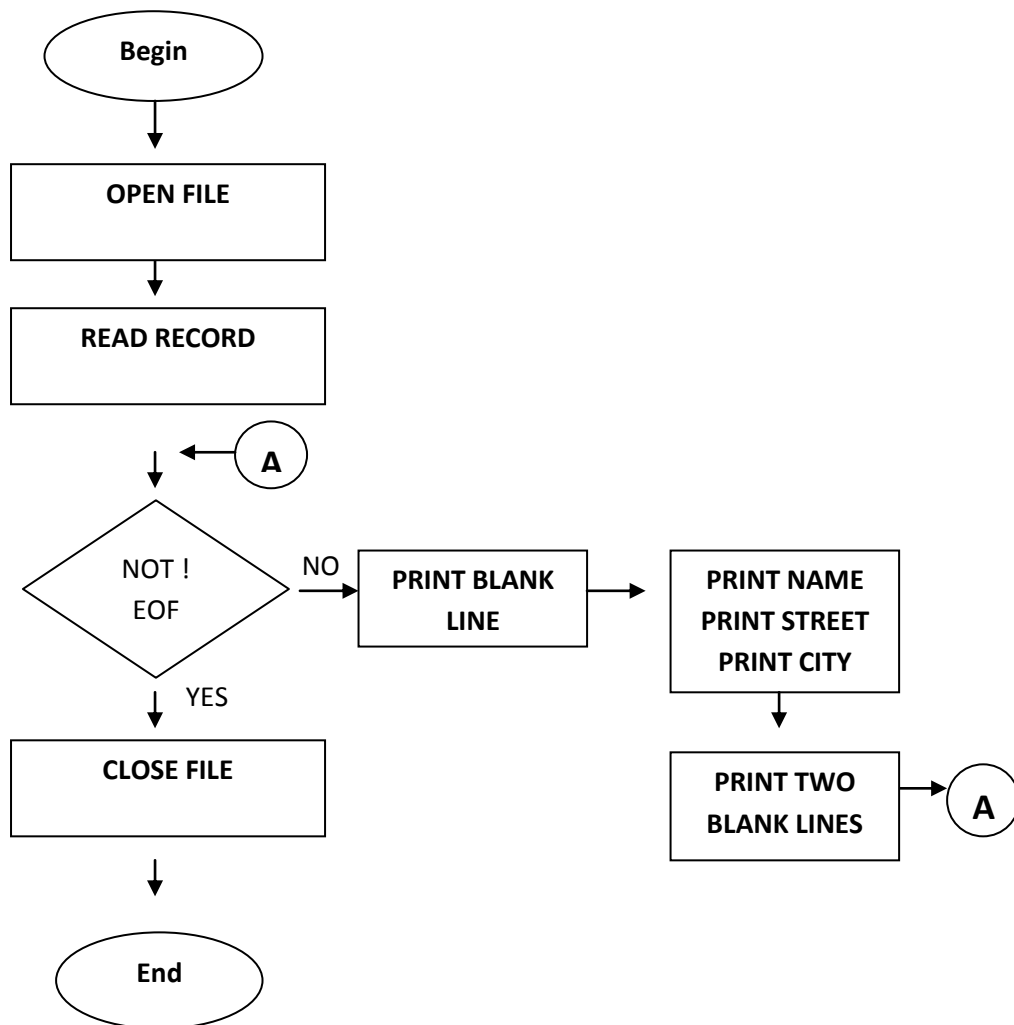 Begin
OPEN FILE
READ RECORD
A
NOT !
EOF
NO
PRINT BLANK
LINE
PRINT NAME
PRINT STREET
PRINT CITY
YES
CLOSE FILE
PRINT TWO
BLANK LINES
A
End